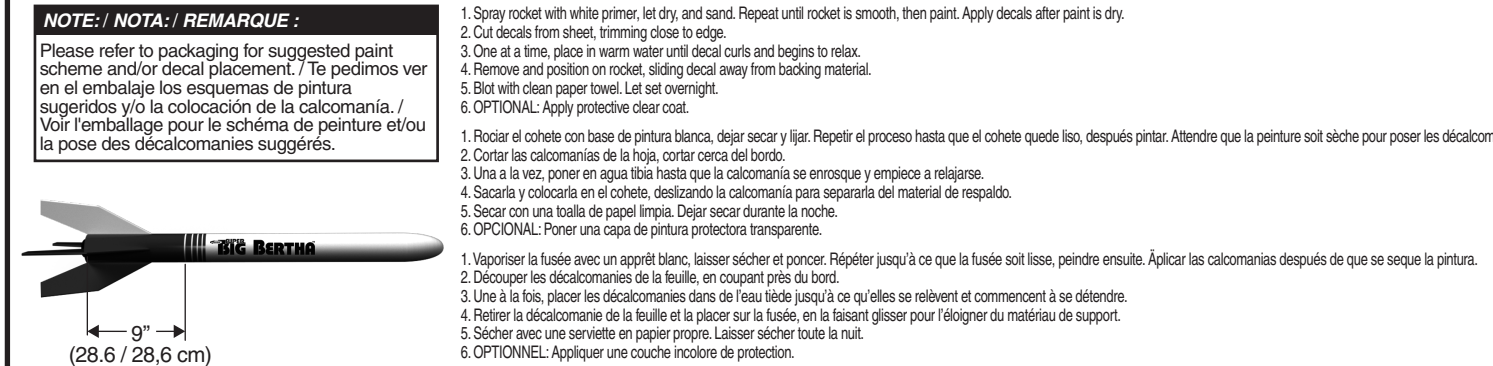 NOTE: / NOTA: / REMARQUE :
Please refer to packaging for suggested paint
scheme and/or decal placement. / Te pedimos ver
en el embalaje los esquemas de pintura
sugeridos y/o la colocación de la calcomanía. /
Voir l'emballage pour le schéma de peinture et/ou
la pose des décalcomanies suggérés.
SUPER
BIG BERTHA
9”
(28.6 / 28,6 cm)
1. Spray rocket with white primer, let dry, and sand. Repeat until rocket is smooth, then paint. Apply decals after paint is dry.
2. Cut decals from sheet, trimming close to edge.
3. One at a time, place in warm water until decal curls and begins to relax.
4. Remove and position on rocket, sliding decal away from backing material.
5. Blot with clean paper towel. Let set overnight.
6. OPTIONAL: Apply protective clear coat.
1. Rociar el cohete con base de pintura blanca, dejar secar y lijar. Repetir el proceso hasta que el cohete quede liso, después pintar. Attendre que la peinture soit sèche pour poser les décalcom
2. Cortar las calcomanías de la hoja, cortar cerca del bordo.
3. Una a la vez, poner en agua tibia hasta que la calcomanía se enrosque y empiece a relajarse.
4. Sacarla y colocarla en el cohete, deslizando la calcomanía para separarla del material de respaldo.
5. Secar con una toalla de papel limpia. Dejar secar durante la noche.
6. OPCIONAL: Poner una capa de pintura protectora transparente.
1. Vaporiser la fusée avec un apprêt blanc, laisser sécher et poncer. Répéter jusqu’à ce que la fusée soit lisse, peindre ensuite. Äplicar las calcomanias después de que se seque la pintura.
2. Découper les décalcomanies de la feuille, en coupant près du bord.
3. Une à la fois, placer les décalcomanies dans de l’eau tiède jusqu’à ce qu’elles se relèvent et commencent à se détendre.
4. Retirer la décalcomanie de la feuille et la placer sur la fusée, en la faisant glisser pour l’éloigner du matériau de support.
5. Sécher avec une serviette en papier propre. Laisser sécher toute la nuit.
6. OPTIONNEL: Appliquer une couche incolore de protection.